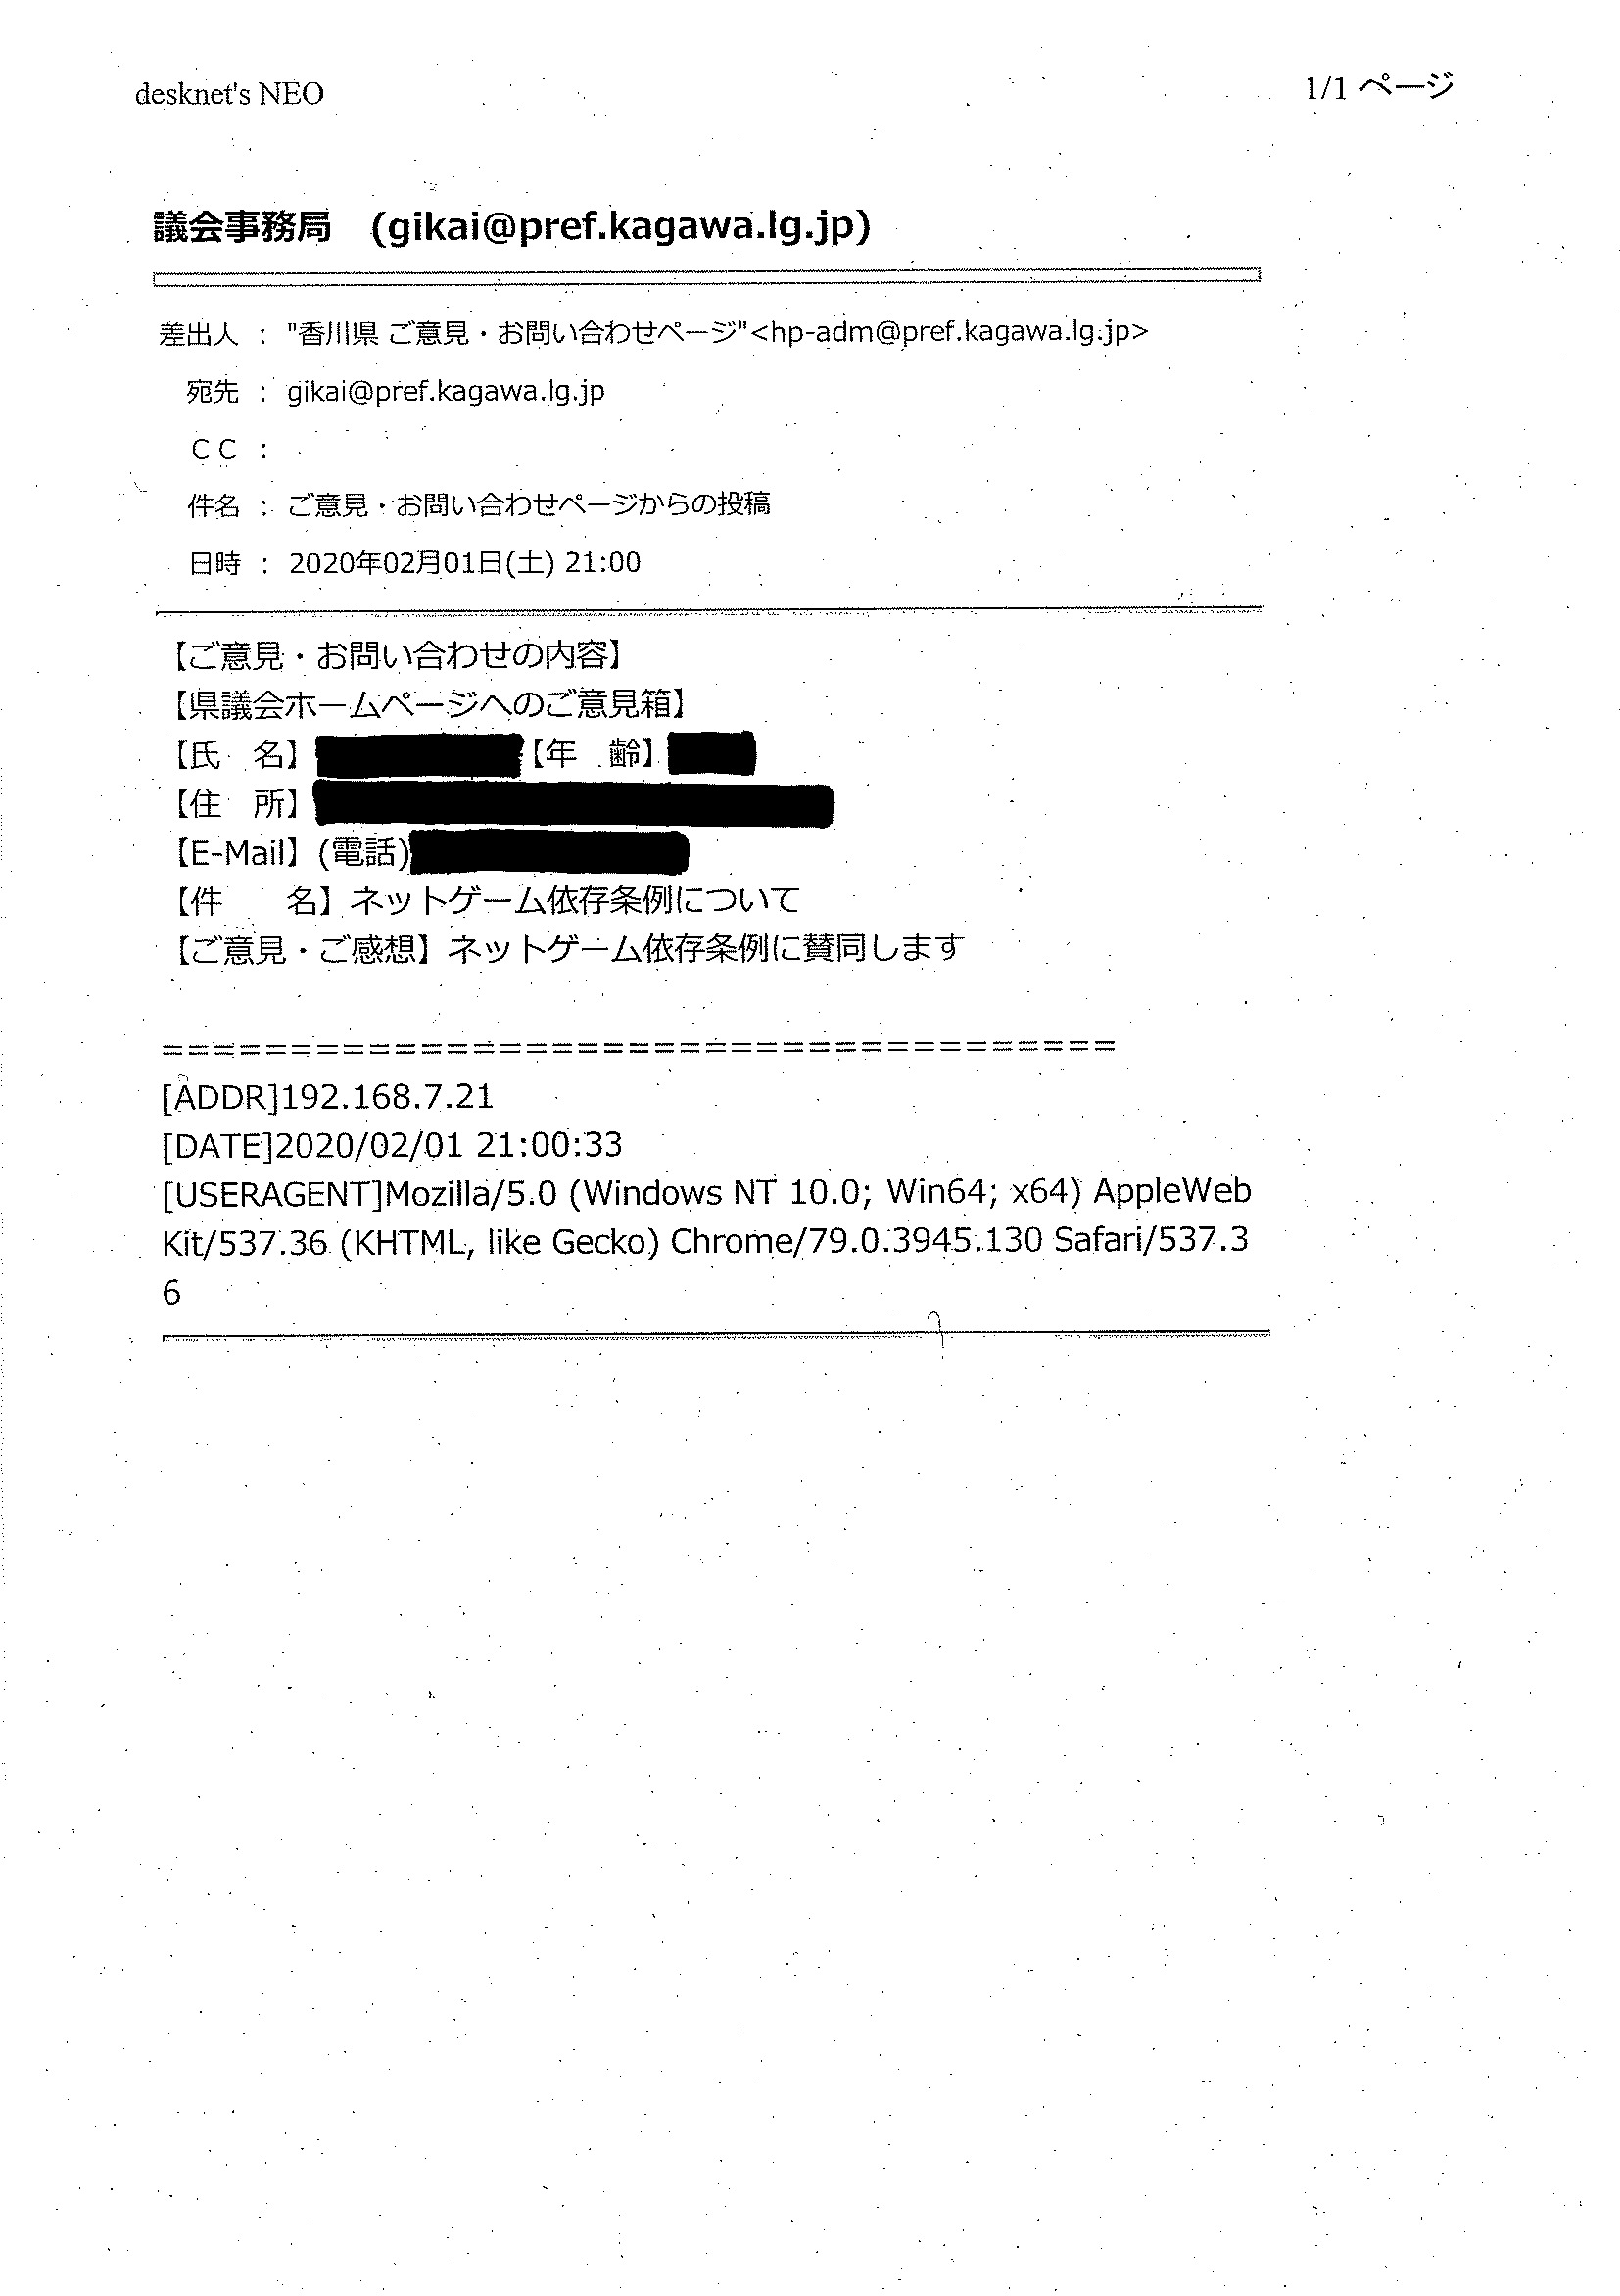 desknet's NEO
1/1 ページ
議会事務局　(gikai@pref.kagawa.lg.jp)
差出人 ： "香川県 ご意見・お問い合わせページ"<hp-adm@pref.kagawa.lg.jp>
宛先 ： gikai@pref.kagawa.lg.jp
ＣＣ ：
件名 ： ご意見・お問い合わせページからの投稿
日時 ： 2020年02月01日(土) 21:00
【ご意見・お問い合わせの内容】
【県議会ホームページへのご意見箱】
【氏　名】【年　齢】
【住　所】
【E-Mail】(電話)
【件　　名】ネットゲーム依存条例について
【ご意見・ご感想】ネットゲーム依存条例に賛同します
=====================================
[ADDR]192.168.7.21
[DATE]2020/02/01 21:00:33
[USERAGENT]Mozilla/5.0 (Windows NT 10.0; Win64; x64) AppleWeb
Kit/537.36 (KHTML, like Gecko) Chrome/79.0.3945.130 Safari/537.3
6